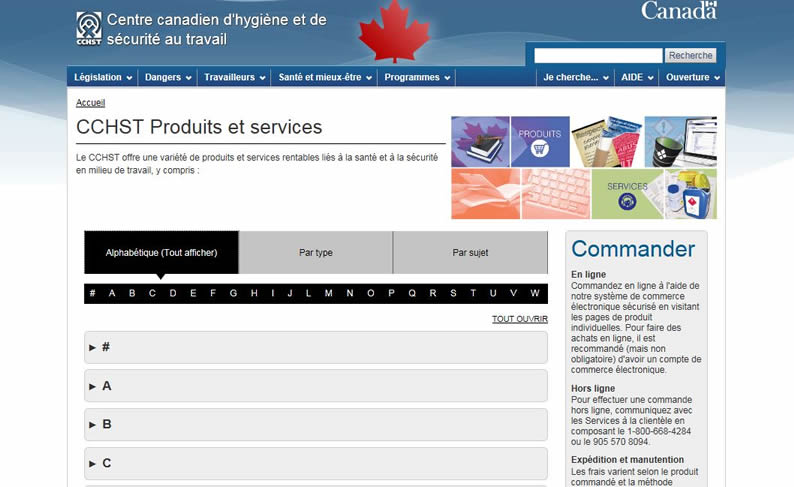 Canada
CCHST
Centre canadien d'hygiène et de
sécurité au travail
Recherche
Législation Dangers Travailleurs Santé et mieux-être Programmes Je cherche... AIDE Ouverture
Accueil
CCHST Produits et services
Le CCHST offre une variété de produits et services rentables liés à la santé et à la sécurité
en milieu de travail, y compris :
PRODUITS
SERVICES
Alphabétique (Tout afficher) Par type Par sujet
# A B C D E F G H I J L M N O P Q R S T U V W
TOUT OUVRIR
#
A
B
C
Commander
En ligne
Commandez en ligne à l'aide de
notre système de commerce
électronique sécurisé en visitant
les pages de produit
individuelles. Pour faire des
achats en ligne, il est
recommandé (mais non
obligatoire) d'avoir un compte de
commerce électronique.
Hors ligne
Pour effectuer une commande
hors ligne, communiquez avec
les Services à la clientèle en
composant le 1-800-668-4284
ou le 905 570 8094.
Expédition et manutention
Les frais varient selon le produit
commandé et la méthode